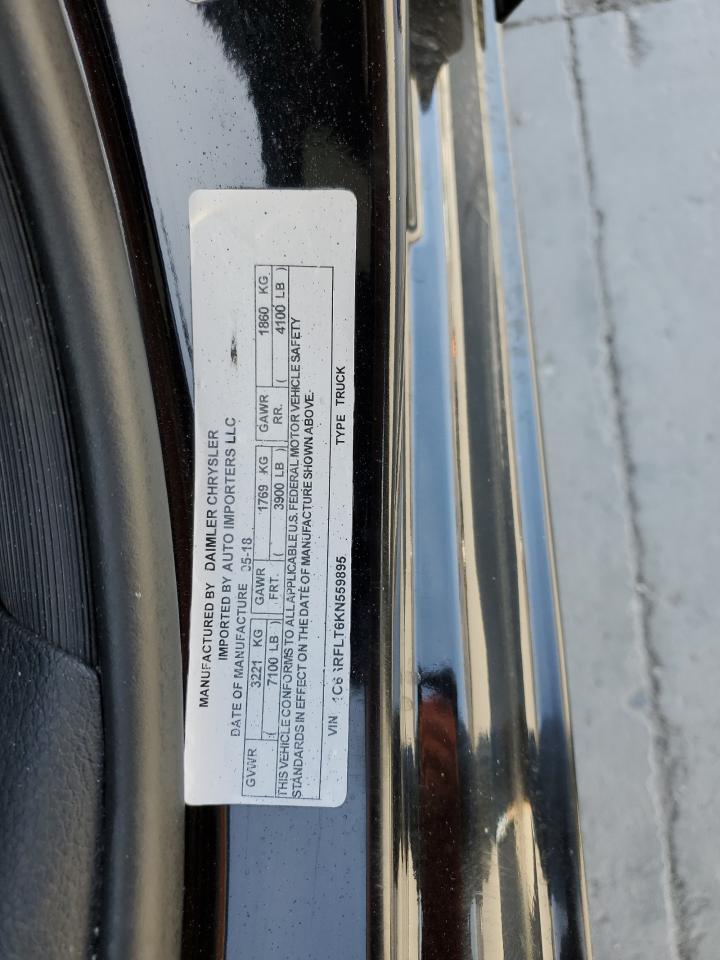 MANUFACTURED BY DAIMLER CHRYSLER
IMPORTED BY AUTO IMPORTERS LLC
DATE OF MANUFACTURE 05-18
GVWR 3221 KG GAWR 1769 KG GAWR 1860 KG
( 7100 LB ) FRT. ( 3900 LB ) RR. ( 4100 LB )
THIS VEHICLE CONFORMS TO ALL APPLICABLE U.S. FEDERAL MOTOR VEHICLE SAFETY
STANDARDS IN EFFECT ON THE DATE OF MANUFACTURE SHOWN ABOVE.
VIN TYPE TRUCK